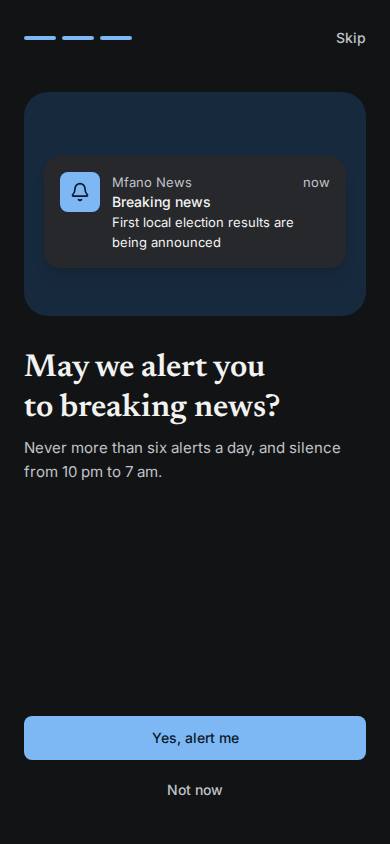 Skip
Mfano News
now
Breaking news
First local election results are
being announced
May we alert you
to breaking news?
Never more than six alerts a day, and silence
from 10 pm to 7 am.
Yes, alert me
Not now